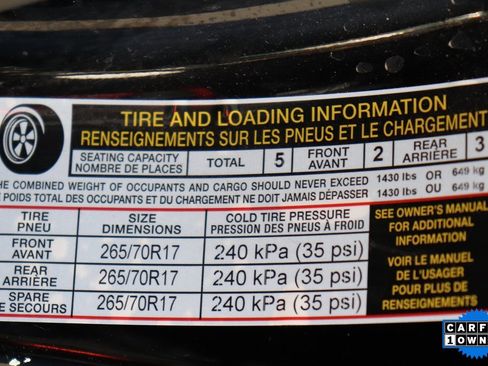 TIRE AND LOADING INFORMATION
RENSEIGNEMENTS SUR LES PNEUS ET LE CHARGEMENT
SEATING CAPACITY
NOMBRE DE PLACES
TOTAL 5
FRONT
AVANT
2
REAR
ARRIÈRE
3
THE COMBINED WEIGHT OF OCCUPANTS AND CARGO SHOULD NEVER EXCEED 1430 lbs OR 649 kg
POIDS TOTAL DES OCCUPANTS ET DU CHARGEMENT NE DOIT JAMAIS DÉPASSER 1430 lbs OU 649 kg
TIRE
PNEU
SIZE
DIMENSIONS
COLD TIRE PRESSURE
PRESSION DES PNEUS À FROID
FRONT
AVANT
265/70R17 240 kPa (35 psi)
REAR
ARRIÈRE
265/70R17 240 kPa (35 psi)
SPARE
DE SECOURS
265/70R17 240 kPa (35 psi)
SEE OWNER'S MANUAL
FOR ADDITIONAL
INFORMATION
VOIR LE MANUEL
DE L'USAGER
POUR PLUS DE
RENSEIGNEMENTS
CARF
1 OWN